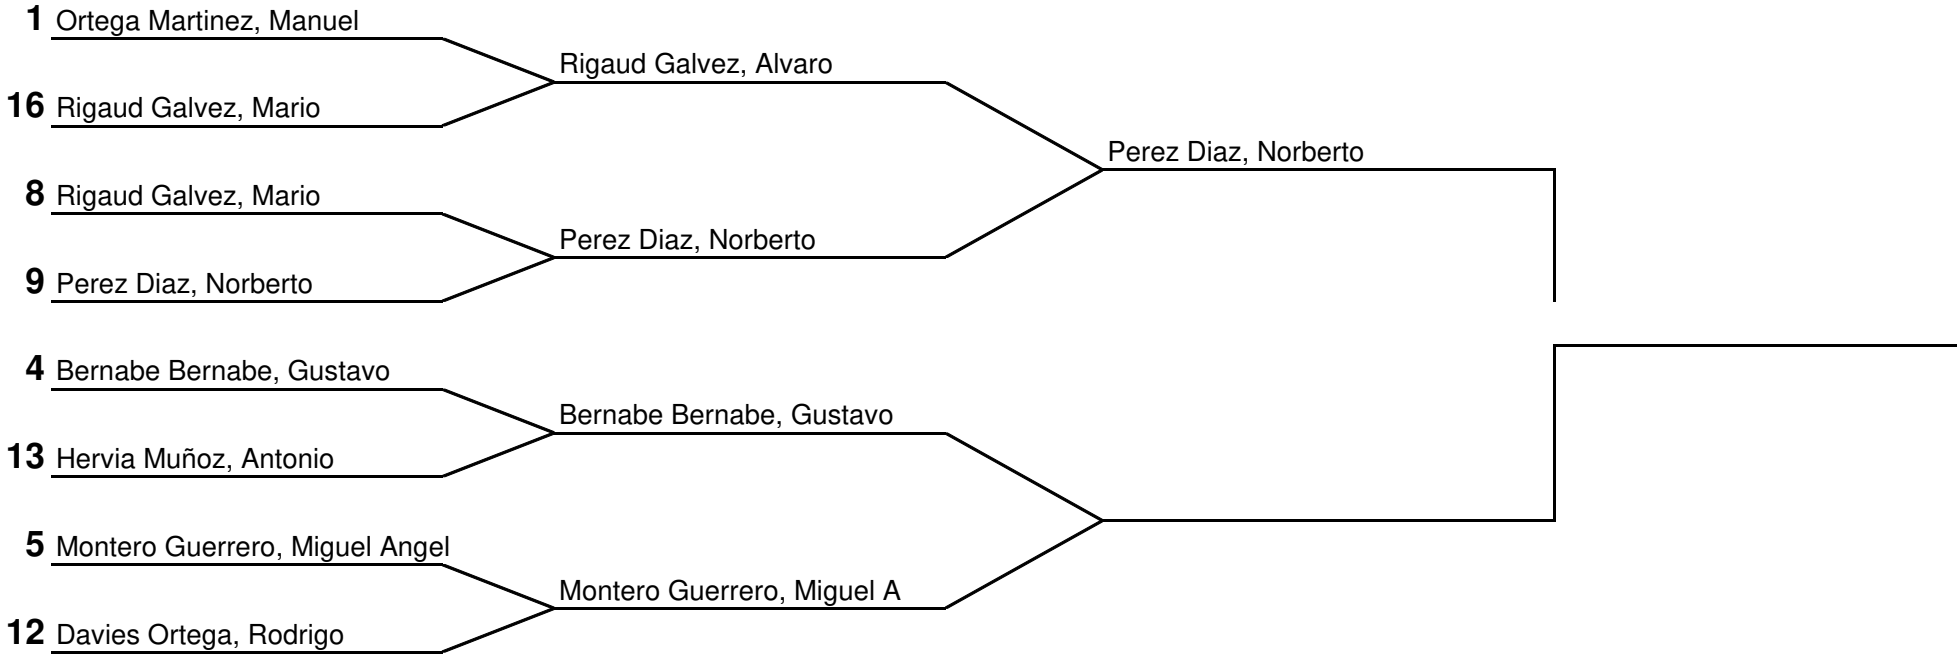 1 Ortega Martinez, Manuel
Rigaud Galvez, Alvaro
16 Rigaud Galvez, Mario
Perez Diaz, Norberto
8 Rigaud Galvez, Mario
Perez Diaz, Norberto
9 Perez Diaz, Norberto
4 Bernabe Bernabe, Gustavo
Bernabe Bernabe, Gustavo
13 Hervia Muñoz, Antonio
5 Montero Guerrero, Miguel Angel
Montero Guerrero, Miguel A
12 Davies Ortega, Rodrigo